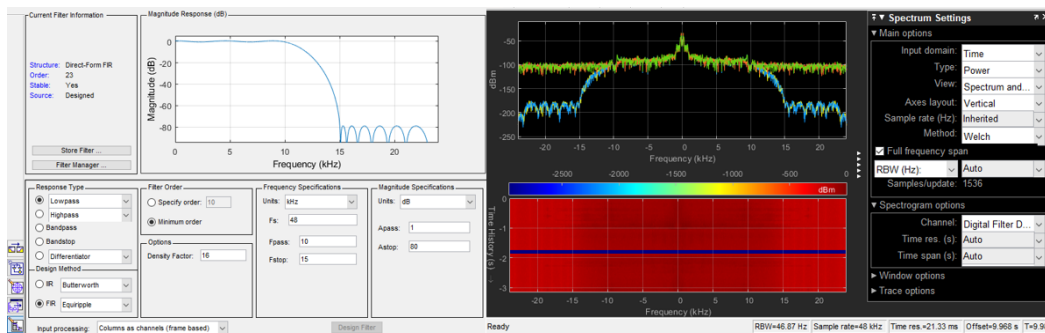 Current Filter Information
Structure: Direct-Form FIR
Order: 23
Stable: Yes
Source: Designed
Store Filter ...
Filter Manager ...
Magnitude Response (dB)
0
-20
-40
-60
-80
Magnitude (dB)
0 5 10 15 20
Frequency (kHz)
Response Type
Lowpass
Highpass
Bandpass
Bandstop
Differentiator
Design Method
IIR Butterworth
FIR Equiripple
Filter Order
Specify order: 10
Minimum order
Options
Density Factor: 16
Frequency Specifications
Units: kHz
Fs: 48
Fpass: 10
Fstop: 15
Magnitude Specifications
Units: dB
Apass: 1
Astop: 80
Input processing: Columns as channels (frame based)
Design Filter
-50
-100
-150
-200
-250
dBm
-20 -15 -10 -5 0 5 10 15 20
Frequency (kHz)
-2500 -2000 -1500 -1000 -500 0
dBm
0
-1
-2
-3
Time History (s)
-20 -15 -10 -5 0 5 10 15 20
Frequency (kHz)
Spectrum Settings
Main options
Input domain: Time
Type: Power
View: Spectrum and...
Axes layout: Vertical
Sample rate (Hz): Inherited
Method: Welch
Full frequency span
RBW (Hz): Auto
Samples/update: 1536
Spectrogram options
Channel: Digital Filter D...
Time res. (s): Auto
Time span (s): Auto
Window options
Trace options
Ready
RBW=46.87 Hz Sample rate=48 kHz Time res.=21.33 ms Offset=9.968 s T=9.9